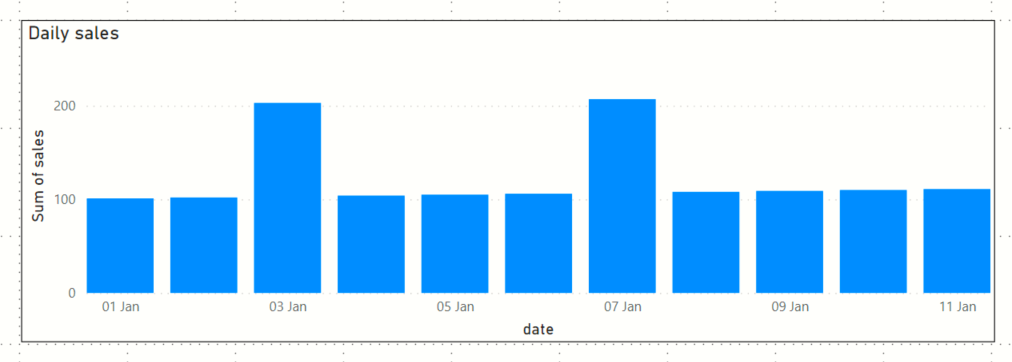 Daily sales
Sum of sales
200
100
0
01 Jan 03 Jan 05 Jan 07 Jan 09 Jan 11 Jan
date